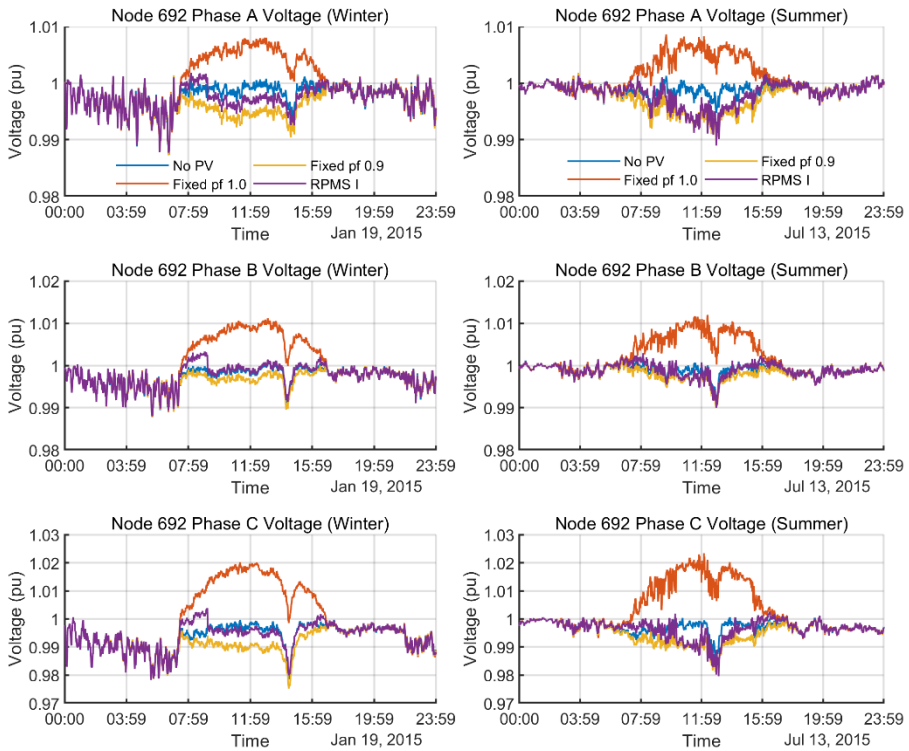 Node 692 Phase A Voltage (Winter)
Voltage (pu)
1.01
1
0.99
0.98
No PV
Fixed pf 0.9
Fixed pf 1.0
RPMS I
00:00 03:59 07:59 11:59 15:59 19:59 23:59
Time
Jan 19, 2015
Node 692 Phase A Voltage (Summer)
Voltage (pu)
1.01
1
0.99
0.98
No PV
Fixed pf 0.9
Fixed pf 1.0
RPMS I
00:00 03:59 07:59 11:59 15:59 19:59 23:59
Time
Jul 13, 2015
Node 692 Phase B Voltage (Winter)
Voltage (pu)
1.02
1.01
1
0.99
0.98
00:00 03:59 07:59 11:59 15:59 19:59 23:59
Time
Jan 19, 2015
Node 692 Phase B Voltage (Summer)
Voltage (pu)
1.02
1.01
1
0.99
0.98
00:00 03:59 07:59 11:59 15:59 19:59 23:59
Time
Jul 13, 2015
Node 692 Phase C Voltage (Winter)
Voltage (pu)
1.03
1.02
1.01
1
0.99
0.98
0.97
00:00 03:59 07:59 11:59 15:59 19:59 23:59
Time
Jan 19, 2015
Node 692 Phase C Voltage (Summer)
Voltage (pu)
1.03
1.02
1.01
1
0.99
0.98
0.97
00:00 03:59 07:59 11:59 15:59 19:59 23:59
Time
Jul 13, 2015